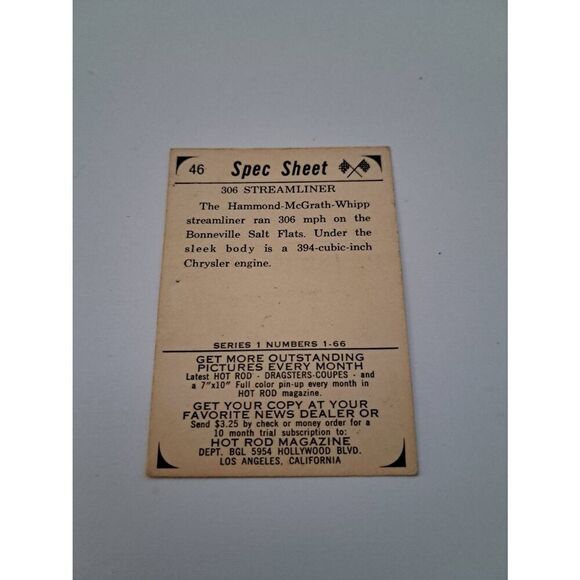 46 Spec Sheet
306 STREAMLINER
The Hammond-McGrath-Whipp
streamliner ran 306 mph on the
Bonneville Salt Flats. Under the
sleek body is a 394-cubic-inch
Chrysler engine.
SERIES 1 NUMBERS 1-66
GET MORE OUTSTANDING
PICTURES EVERY MONTH
Latest HOT ROD - DRAGSTERS-COUPES - and
a 7"x10" Full color pin-up every month in
HOT ROD magazine.
GET YOUR COPY AT YOUR
FAVORITE NEWS DEALER OR
Send $3.25 by check or money order for a
10 month trial subscription to:
HOT ROD MAGAZINE
DEPT. BGL 5954 HOLLYWOOD BLVD.
LOS ANGELES, CALIFORNIA